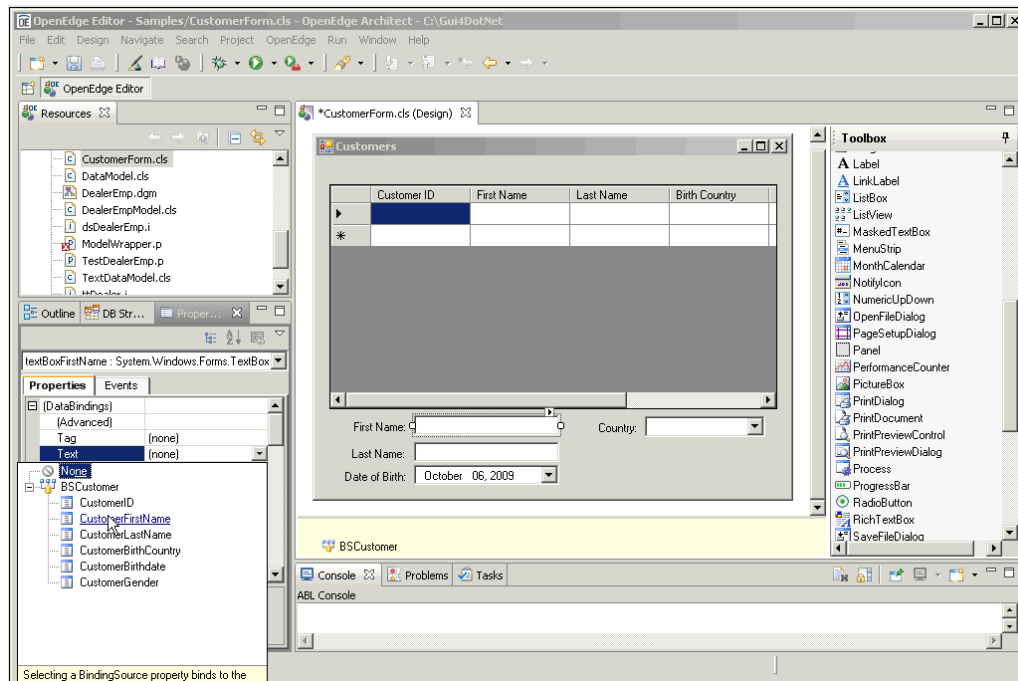 OpenEdge Editor - Samples/CustomerForm.cls - OpenEdge Architect - C:\Gui4DotNet
File Edit Design Navigate Search Project OpenEdge Run Window Help
OpenEdge Editor
Resources
CustomerForm.cls
DataModel.cls
DealerEmp.dgm
DealerEmpModel.cls
dsDealerEmp.i
ModelWrapper.p
TestDealerEmp.p
TextDataModel.cls
Outline DB Str... Proper...
textBoxFirstName : System.Windows.Forms.TextBox
Properties Events
(DataBindings)
(Advanced)
Tag (none)
Text (none)
None
BSCustomer
CustomerID
CustomerFirstName
CustomerLastName
CustomerBirthCountry
CustomerBirthdate
CustomerGender
Selecting a BindingSource property binds to the
*CustomerForm.cls (Design)
Customers
Customer ID First Name Last Name Birth Country
First Name: Country:
Last Name:
Date of Birth: October 06, 2009
BSCustomer
Toolbox
Label
LinkLabel
ListBox
ListView
MaskedTextBox
MenuStrip
MonthCalendar
NotifyIcon
NumericUpDown
OpenFileDialog
PageSetupDialog
Panel
PerformanceCounter
PictureBox
PrintDialog
PrintDocument
PrintPreviewControl
PrintPreviewDialog
Process
ProgressBar
RadioButton
RichTextBox
SaveFileDialog
Console Problems Tasks
ABL Console